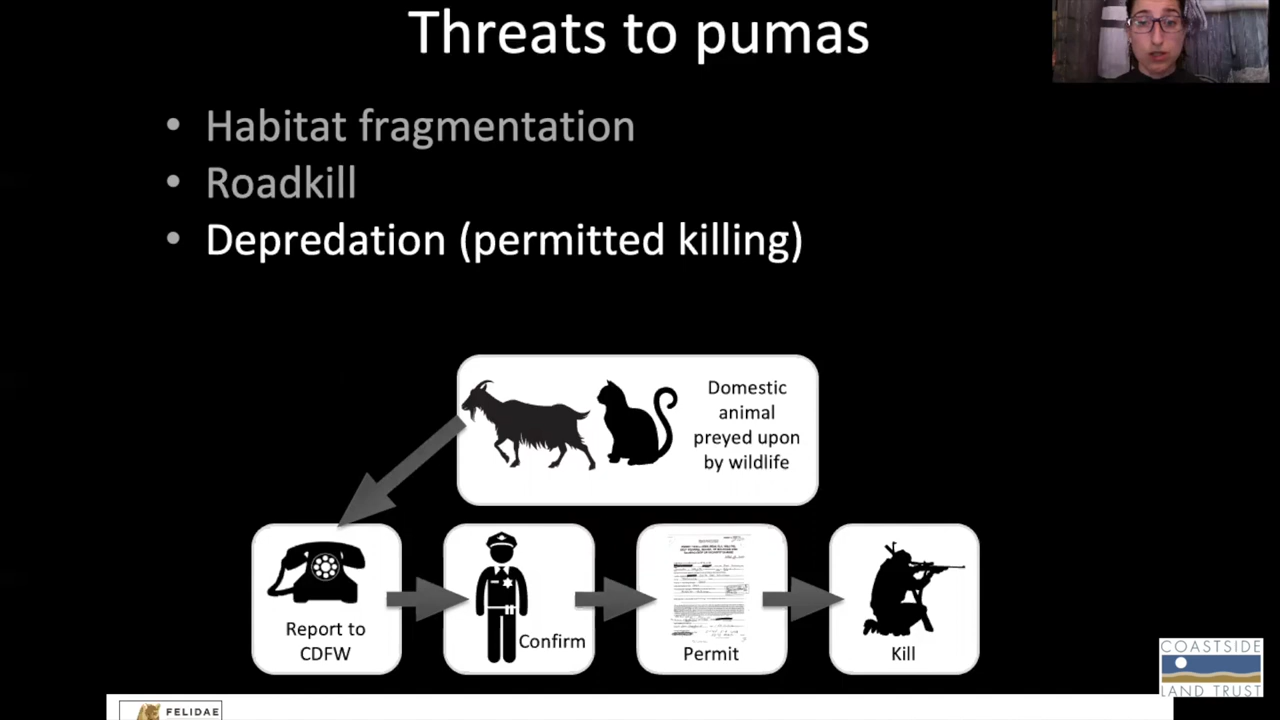 Threats to pumas
• Habitat fragmentation
• Roadkill
• Depredation (permitted killing)
Domestic
animal
preyed upon
by wildlife
Report to
CDFW
Confirm
Permit
Kill
COASTSIDE
LAND TRUST
FELIDAE